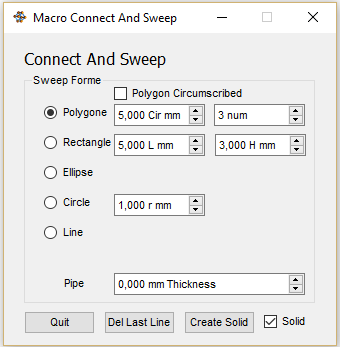 Macro Connect And Sweep
Connect And Sweep
Sweep Forme
Polygon Circumscribed
Polygone 5,000 Cir mm 3 num
Rectangle 5,000 L mm 3,000 H mm
Ellipse
Circle 1,000 r mm
Line
Pipe 0,000 mm Thickness
Quit Del Last Line Create Solid Solid